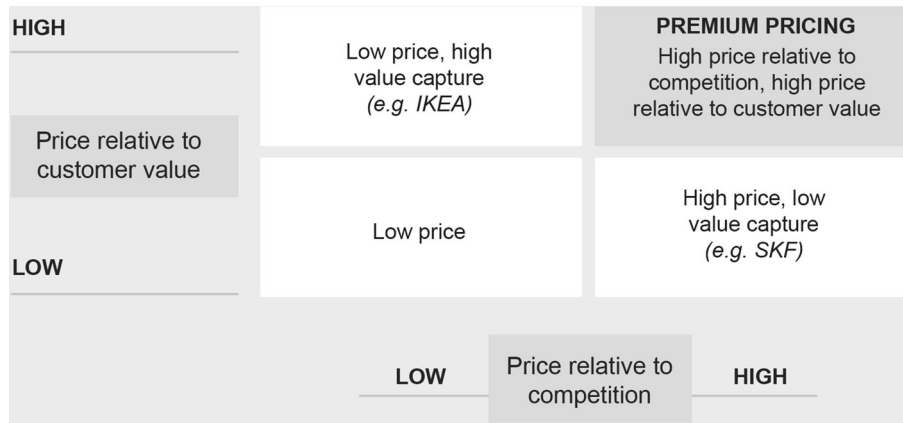 HIGH
Low price, high
value capture
(e.g. IKEA)
PREMIUM PRICING
High price relative to
competition, high price
relative to customer value
Price relative to
customer value
Low price
High price, low
value capture
(e.g. SKF)
LOW
LOW
Price relative to
competition
HIGH